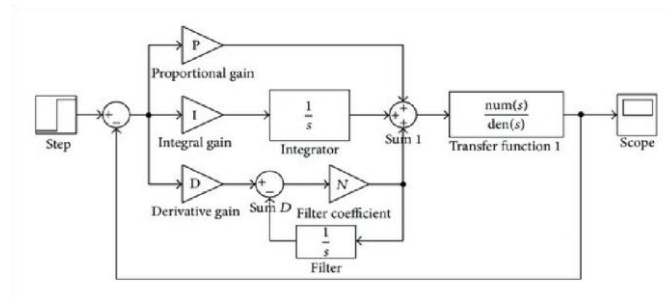 P
Proportional gain
+
−
Step
I
Integral gain
1
s
Integrator
+
+
+
Sum 1
num(s)
den(s)
Transfer function 1
Scope
D
Derivative gain
+
−
Sum D
N
Filter coefficient
1
s
Filter